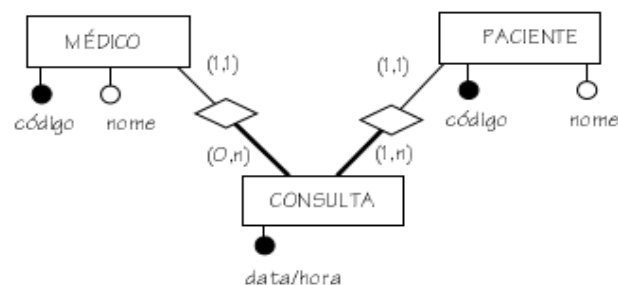 MÉDICO
PACIENTE
(1,1)
(1,1)
código
nome
código
nome
(0,n)
(1,n)
CONSULTA
data/hora